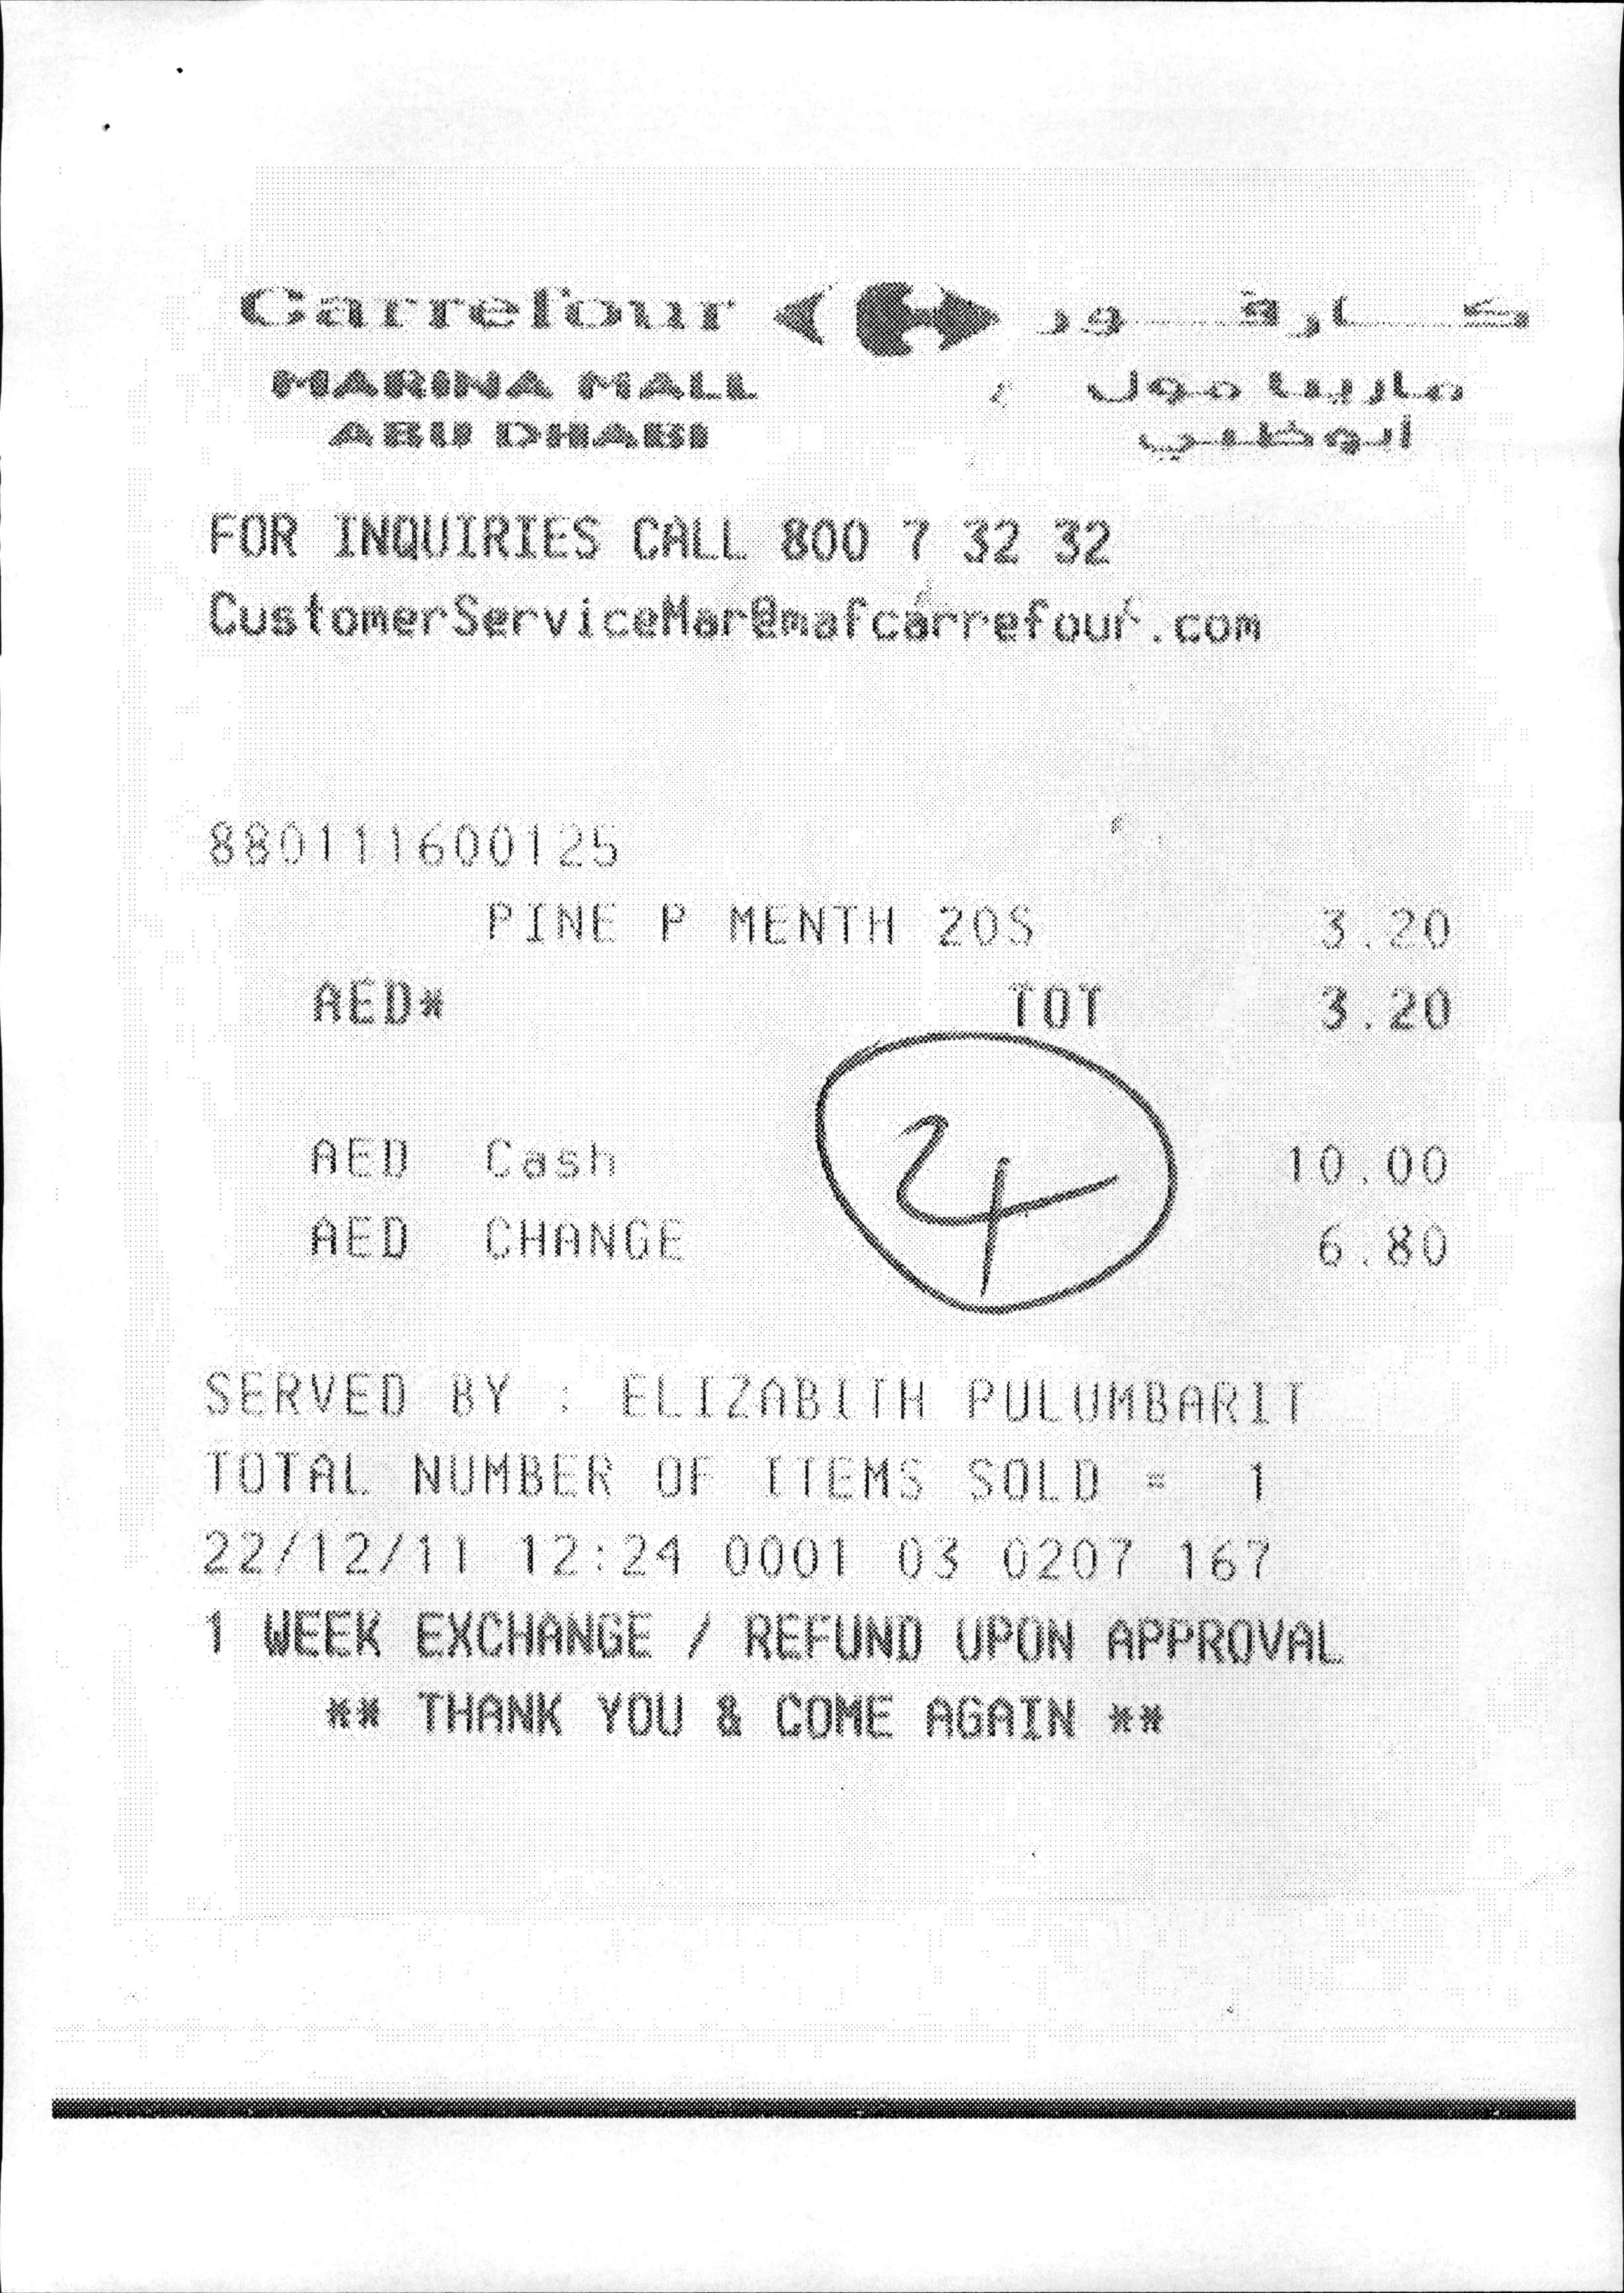 Carrefour كارفور
MARINA MALL مارينا مول
ABU DHABI أبوظبي
FOR INQUIRIES CALL 800 7 32 32
CustomerServiceMar@mafcarrefour.com
880111600125
PINE P MENTH 20S 3.20
AED* TOT 3.20
4
AED Cash 10.00
AED CHANGE 6.80
SERVED BY : ELIZABITH PULUMBARIT
TOTAL NUMBER OF ITEMS SOLD = 1
22/12/11 12:24 0001 03 0207 167
1 WEEK EXCHANGE / REFUND UPON APPROVAL
** THANK YOU & COME AGAIN **